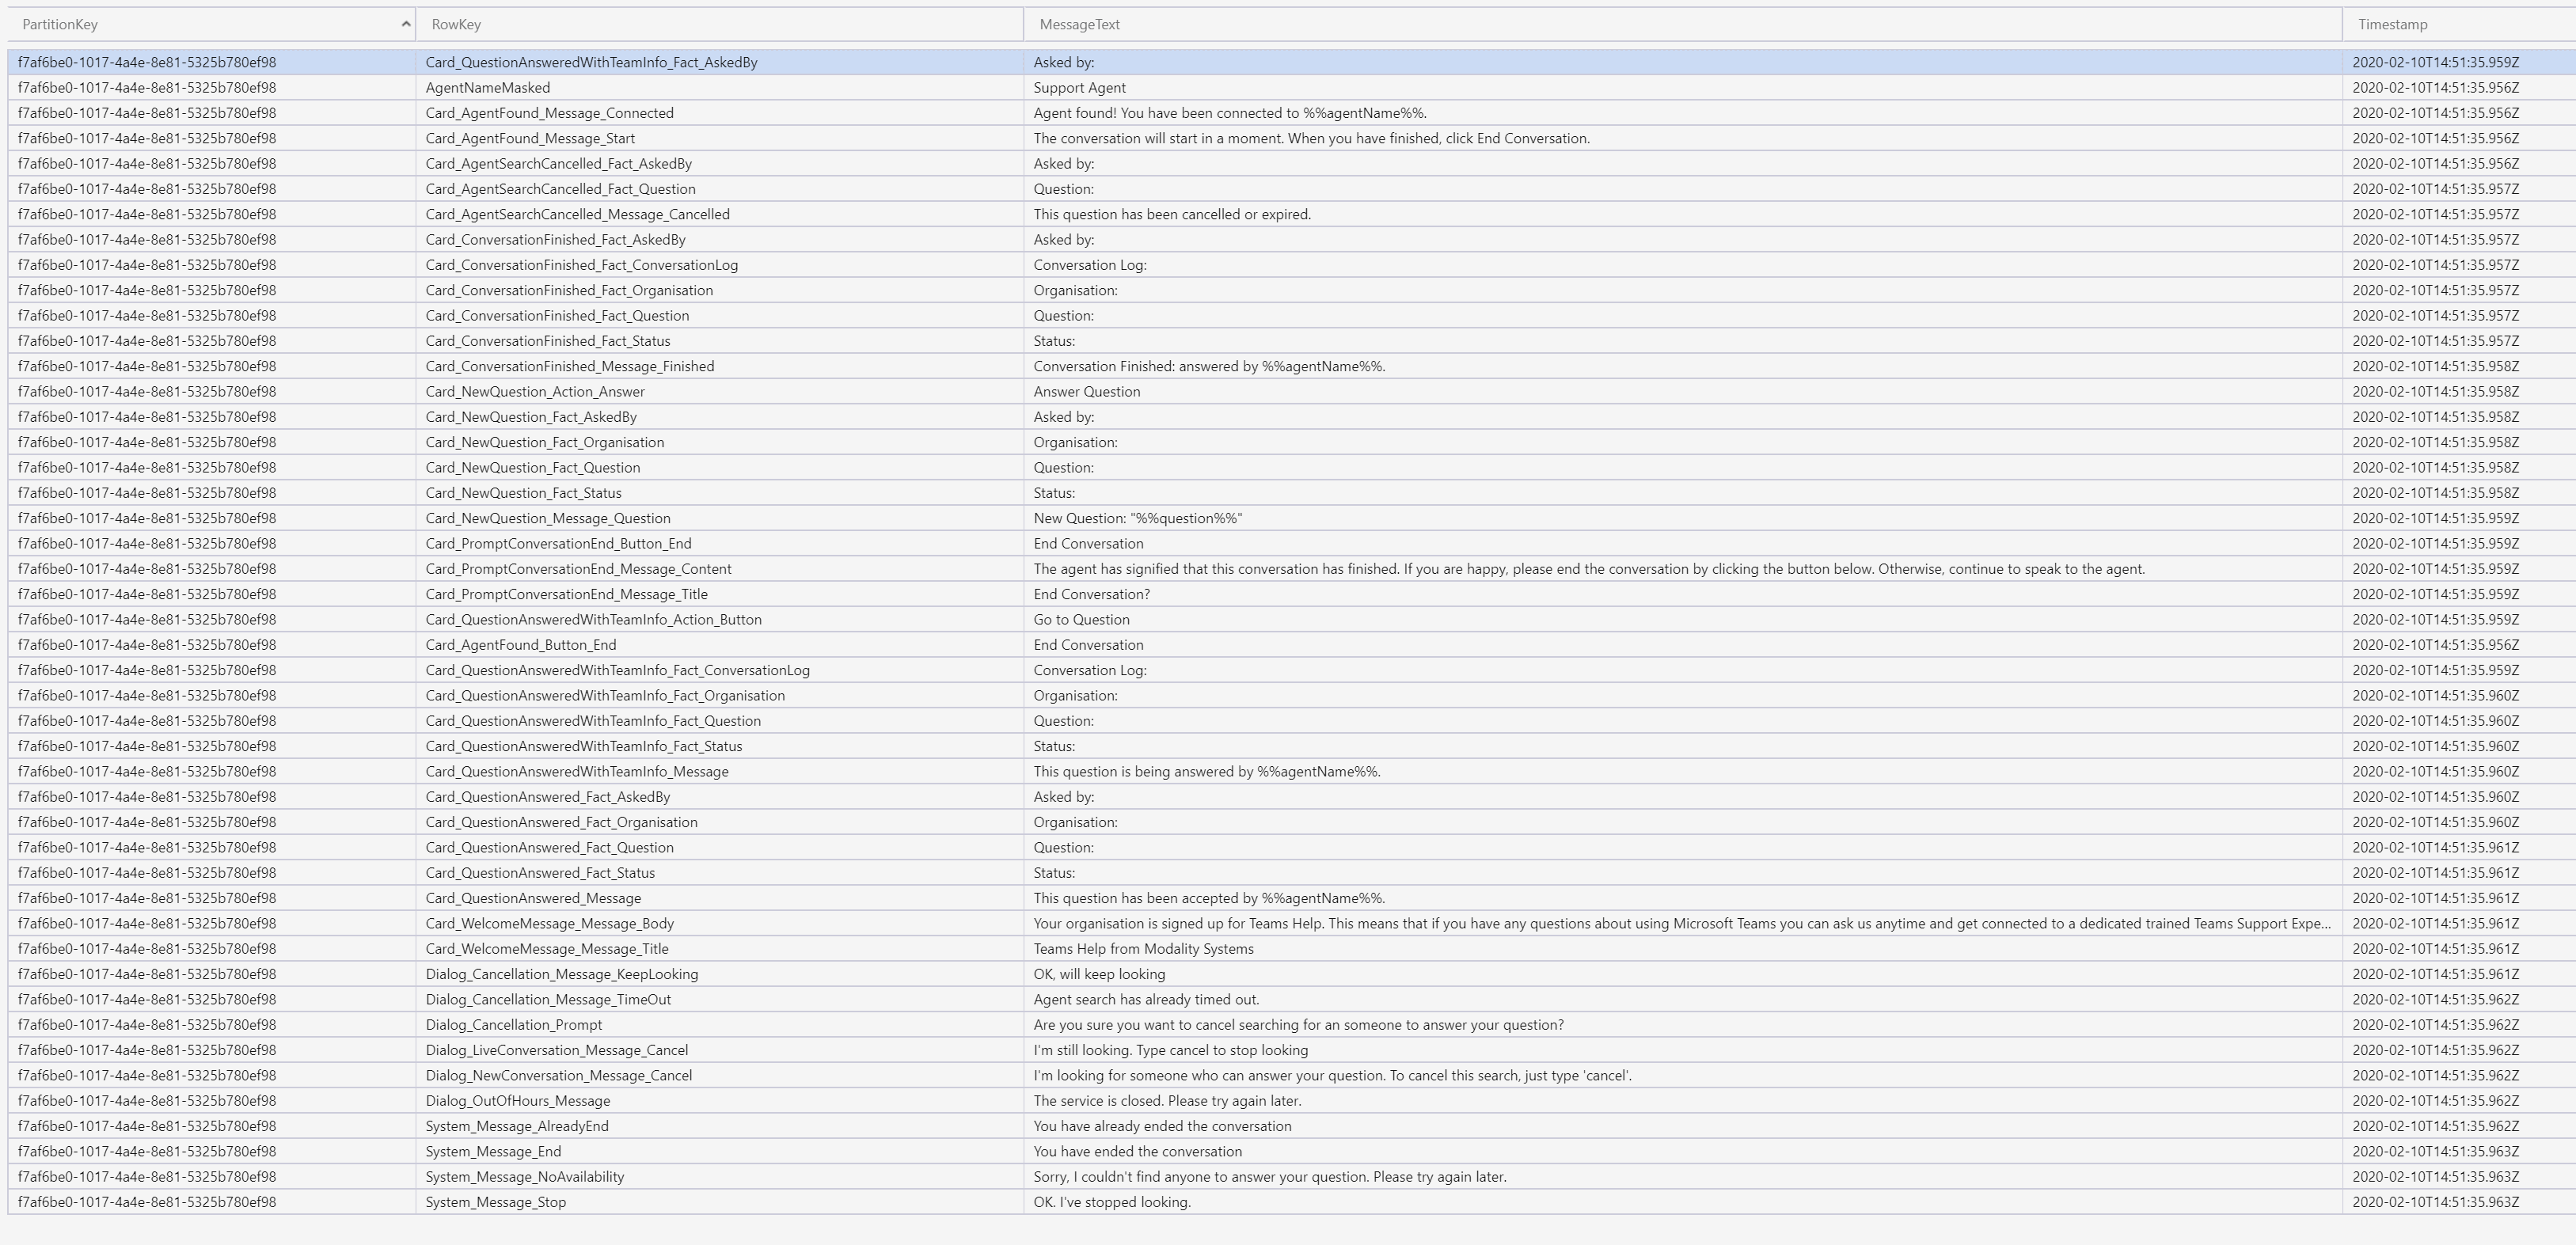 PartitionKey RowKey MessageText Timestamp
f7af6be0-1017-4a4e-8e81-5325b780ef98 Card_QuestionAnsweredWithTeamInfo_Fact_AskedBy Asked by: 2020-02-10T14:51:35.959Z
f7af6be0-1017-4a4e-8e81-5325b780ef98 AgentNameMasked Support Agent 2020-02-10T14:51:35.956Z
f7af6be0-1017-4a4e-8e81-5325b780ef98 Card_AgentFound_Message_Connected Agent found! You have been connected to %%agentName%%. 2020-02-10T14:51:35.956Z
f7af6be0-1017-4a4e-8e81-5325b780ef98 Card_AgentFound_Message_Start The conversation will start in a moment. When you have finished, click End Conversation. 2020-02-10T14:51:35.956Z
f7af6be0-1017-4a4e-8e81-5325b780ef98 Card_AgentSearchCancelled_Fact_AskedBy Asked by: 2020-02-10T14:51:35.956Z
f7af6be0-1017-4a4e-8e81-5325b780ef98 Card_AgentSearchCancelled_Fact_Question Question: 2020-02-10T14:51:35.957Z
f7af6be0-1017-4a4e-8e81-5325b780ef98 Card_AgentSearchCancelled_Message_Cancelled This question has been cancelled or expired. 2020-02-10T14:51:35.957Z
f7af6be0-1017-4a4e-8e81-5325b780ef98 Card_ConversationFinished_Fact_AskedBy Asked by: 2020-02-10T14:51:35.957Z
f7af6be0-1017-4a4e-8e81-5325b780ef98 Card_ConversationFinished_Fact_ConversationLog Conversation Log: 2020-02-10T14:51:35.957Z
f7af6be0-1017-4a4e-8e81-5325b780ef98 Card_ConversationFinished_Fact_Organisation Organisation: 2020-02-10T14:51:35.957Z
f7af6be0-1017-4a4e-8e81-5325b780ef98 Card_ConversationFinished_Fact_Question Question: 2020-02-10T14:51:35.957Z
f7af6be0-1017-4a4e-8e81-5325b780ef98 Card_ConversationFinished_Fact_Status Status: 2020-02-10T14:51:35.957Z
f7af6be0-1017-4a4e-8e81-5325b780ef98 Card_ConversationFinished_Message_Finished Conversation Finished: answered by %%agentName%%. 2020-02-10T14:51:35.958Z
f7af6be0-1017-4a4e-8e81-5325b780ef98 Card_NewQuestion_Action_Answer Answer Question 2020-02-10T14:51:35.958Z
f7af6be0-1017-4a4e-8e81-5325b780ef98 Card_NewQuestion_Fact_AskedBy Asked by: 2020-02-10T14:51:35.958Z
f7af6be0-1017-4a4e-8e81-5325b780ef98 Card_NewQuestion_Fact_Organisation Organisation: 2020-02-10T14:51:35.958Z
f7af6be0-1017-4a4e-8e81-5325b780ef98 Card_NewQuestion_Fact_Question Question: 2020-02-10T14:51:35.958Z
f7af6be0-1017-4a4e-8e81-5325b780ef98 Card_NewQuestion_Fact_Status Status: 2020-02-10T14:51:35.958Z
f7af6be0-1017-4a4e-8e81-5325b780ef98 Card_NewQuestion_Message_Question New Question: "%%question%%" 2020-02-10T14:51:35.959Z
f7af6be0-1017-4a4e-8e81-5325b780ef98 Card_PromptConversationEnd_Button_End End Conversation 2020-02-10T14:51:35.959Z
f7af6be0-1017-4a4e-8e81-5325b780ef98 Card_PromptConversationEnd_Message_Content The agent has signified that this conversation has finished. If you are happy, please end the conversation by clicking the button below. Otherwise, continue to speak to the agent. 2020-02-10T14:51:35.959Z
f7af6be0-1017-4a4e-8e81-5325b780ef98 Card_PromptConversationEnd_Message_Title End Conversation? 2020-02-10T14:51:35.959Z
f7af6be0-1017-4a4e-8e81-5325b780ef98 Card_QuestionAnsweredWithTeamInfo_Action_Button Go to Question 2020-02-10T14:51:35.959Z
f7af6be0-1017-4a4e-8e81-5325b780ef98 Card_AgentFound_Button_End End Conversation 2020-02-10T14:51:35.956Z
f7af6be0-1017-4a4e-8e81-5325b780ef98 Card_QuestionAnsweredWithTeamInfo_Fact_ConversationLog Conversation Log: 2020-02-10T14:51:35.959Z
f7af6be0-1017-4a4e-8e81-5325b780ef98 Card_QuestionAnsweredWithTeamInfo_Fact_Organisation Organisation: 2020-02-10T14:51:35.960Z
f7af6be0-1017-4a4e-8e81-5325b780ef98 Card_QuestionAnsweredWithTeamInfo_Fact_Question Question: 2020-02-10T14:51:35.960Z
f7af6be0-1017-4a4e-8e81-5325b780ef98 Card_QuestionAnsweredWithTeamInfo_Fact_Status Status: 2020-02-10T14:51:35.960Z
f7af6be0-1017-4a4e-8e81-5325b780ef98 Card_QuestionAnsweredWithTeamInfo_Message This question is being answered by %%agentName%%. 2020-02-10T14:51:35.960Z
f7af6be0-1017-4a4e-8e81-5325b780ef98 Card_QuestionAnswered_Fact_AskedBy Asked by: 2020-02-10T14:51:35.960Z
f7af6be0-1017-4a4e-8e81-5325b780ef98 Card_QuestionAnswered_Fact_Organisation Organisation: 2020-02-10T14:51:35.960Z
f7af6be0-1017-4a4e-8e81-5325b780ef98 Card_QuestionAnswered_Fact_Question Question: 2020-02-10T14:51:35.961Z
f7af6be0-1017-4a4e-8e81-5325b780ef98 Card_QuestionAnswered_Fact_Status Status: 2020-02-10T14:51:35.961Z
f7af6be0-1017-4a4e-8e81-5325b780ef98 Card_QuestionAnswered_Message This question has been accepted by %%agentName%%. 2020-02-10T14:51:35.961Z
f7af6be0-1017-4a4e-8e81-5325b780ef98 Card_WelcomeMessage_Message_Body Your organisation is signed up for Teams Help. This means that if you have any questions about using Microsoft Teams you can ask us anytime and get connected to a dedicated trained Teams Support Expe... 2020-02-10T14:51:35.961Z
f7af6be0-1017-4a4e-8e81-5325b780ef98 Card_WelcomeMessage_Message_Title Teams Help from Modality Systems 2020-02-10T14:51:35.961Z
f7af6be0-1017-4a4e-8e81-5325b780ef98 Dialog_Cancellation_Message_KeepLooking OK, will keep looking 2020-02-10T14:51:35.961Z
f7af6be0-1017-4a4e-8e81-5325b780ef98 Dialog_Cancellation_Message_TimeOut Agent search has already timed out. 2020-02-10T14:51:35.962Z
f7af6be0-1017-4a4e-8e81-5325b780ef98 Dialog_Cancellation_Prompt Are you sure you want to cancel searching for an someone to answer your question? 2020-02-10T14:51:35.962Z
f7af6be0-1017-4a4e-8e81-5325b780ef98 Dialog_LiveConversation_Message_Cancel I'm still looking. Type cancel to stop looking 2020-02-10T14:51:35.962Z
f7af6be0-1017-4a4e-8e81-5325b780ef98 Dialog_NewConversation_Message_Cancel I'm looking for someone who can answer your question. To cancel this search, just type 'cancel'. 2020-02-10T14:51:35.962Z
f7af6be0-1017-4a4e-8e81-5325b780ef98 Dialog_OutOfHours_Message The service is closed. Please try again later. 2020-02-10T14:51:35.962Z
f7af6be0-1017-4a4e-8e81-5325b780ef98 System_Message_AlreadyEnd You have already ended the conversation 2020-02-10T14:51:35.962Z
f7af6be0-1017-4a4e-8e81-5325b780ef98 System_Message_End You have ended the conversation 2020-02-10T14:51:35.963Z
f7af6be0-1017-4a4e-8e81-5325b780ef98 System_Message_NoAvailability Sorry, I couldn't find anyone to answer your question. Please try again later. 2020-02-10T14:51:35.963Z
f7af6be0-1017-4a4e-8e81-5325b780ef98 System_Message_Stop OK. I've stopped looking. 2020-02-10T14:51:35.963Z